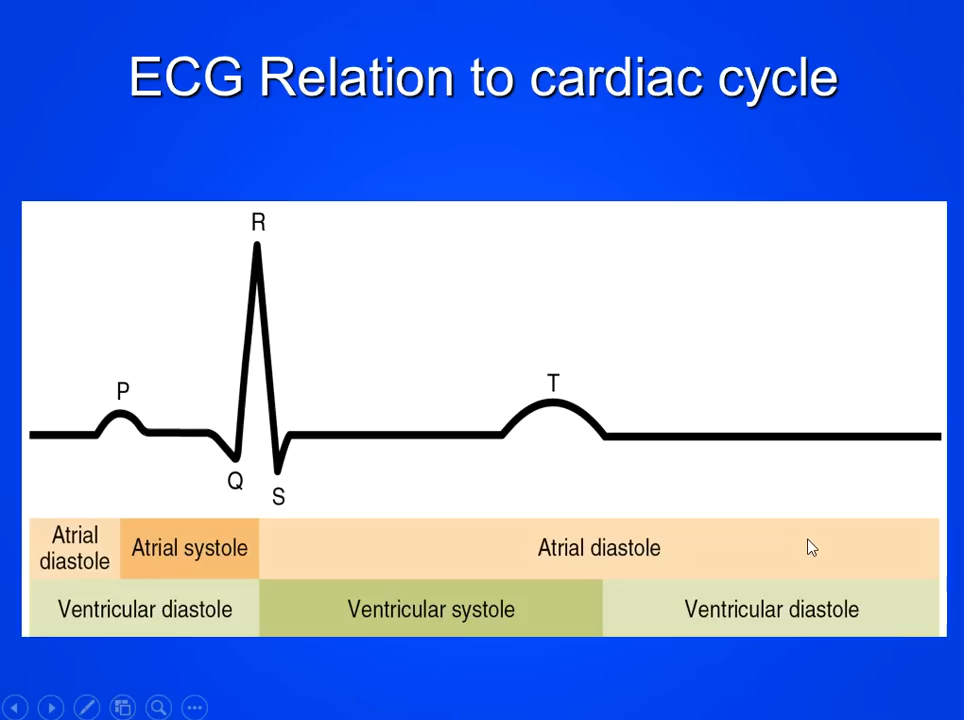 ECG Relation to cardiac cycle
R
P
T
Q
S
Atrial
diastole
Atrial systole
Atrial diastole
Ventricular diastole
Ventricular systole
Ventricular diastole